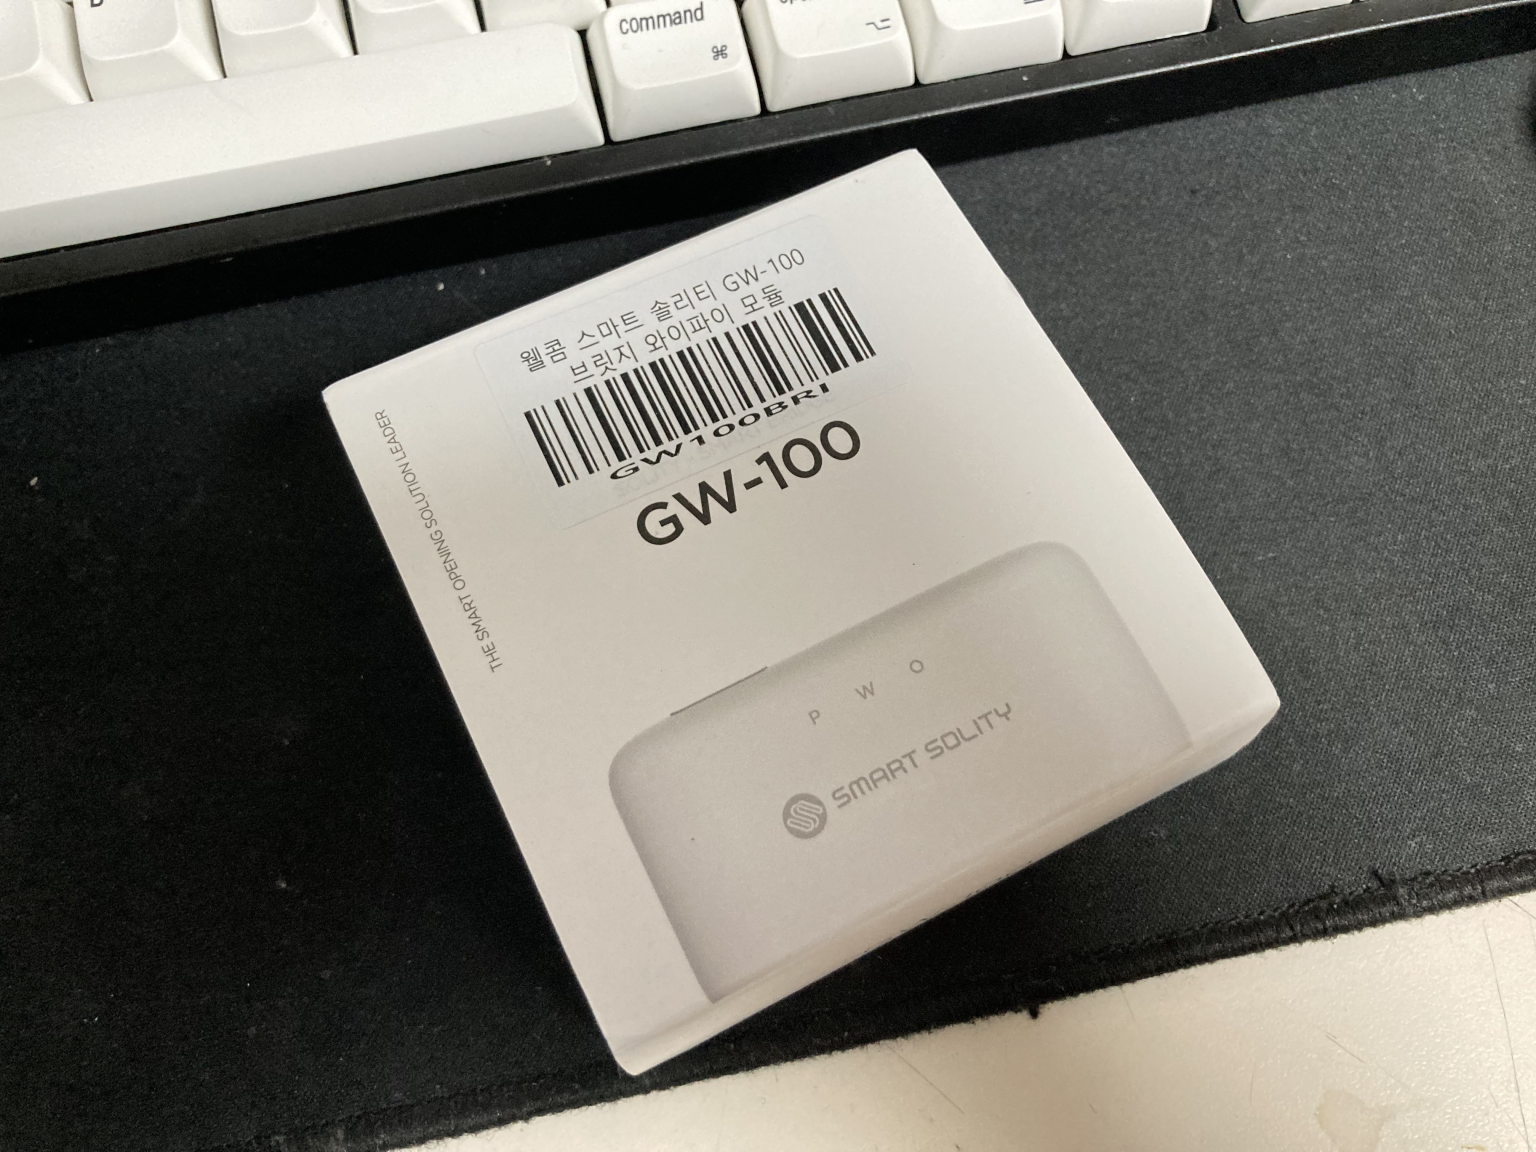 command
⌘
⌥
웰콤 스마트 솔리티 GW-100
브릿지 와이파이 모듈
GW100BRI
GW-100
THE SMART OPENING SOLUTION LEADER
P W O
SMART SOLITY